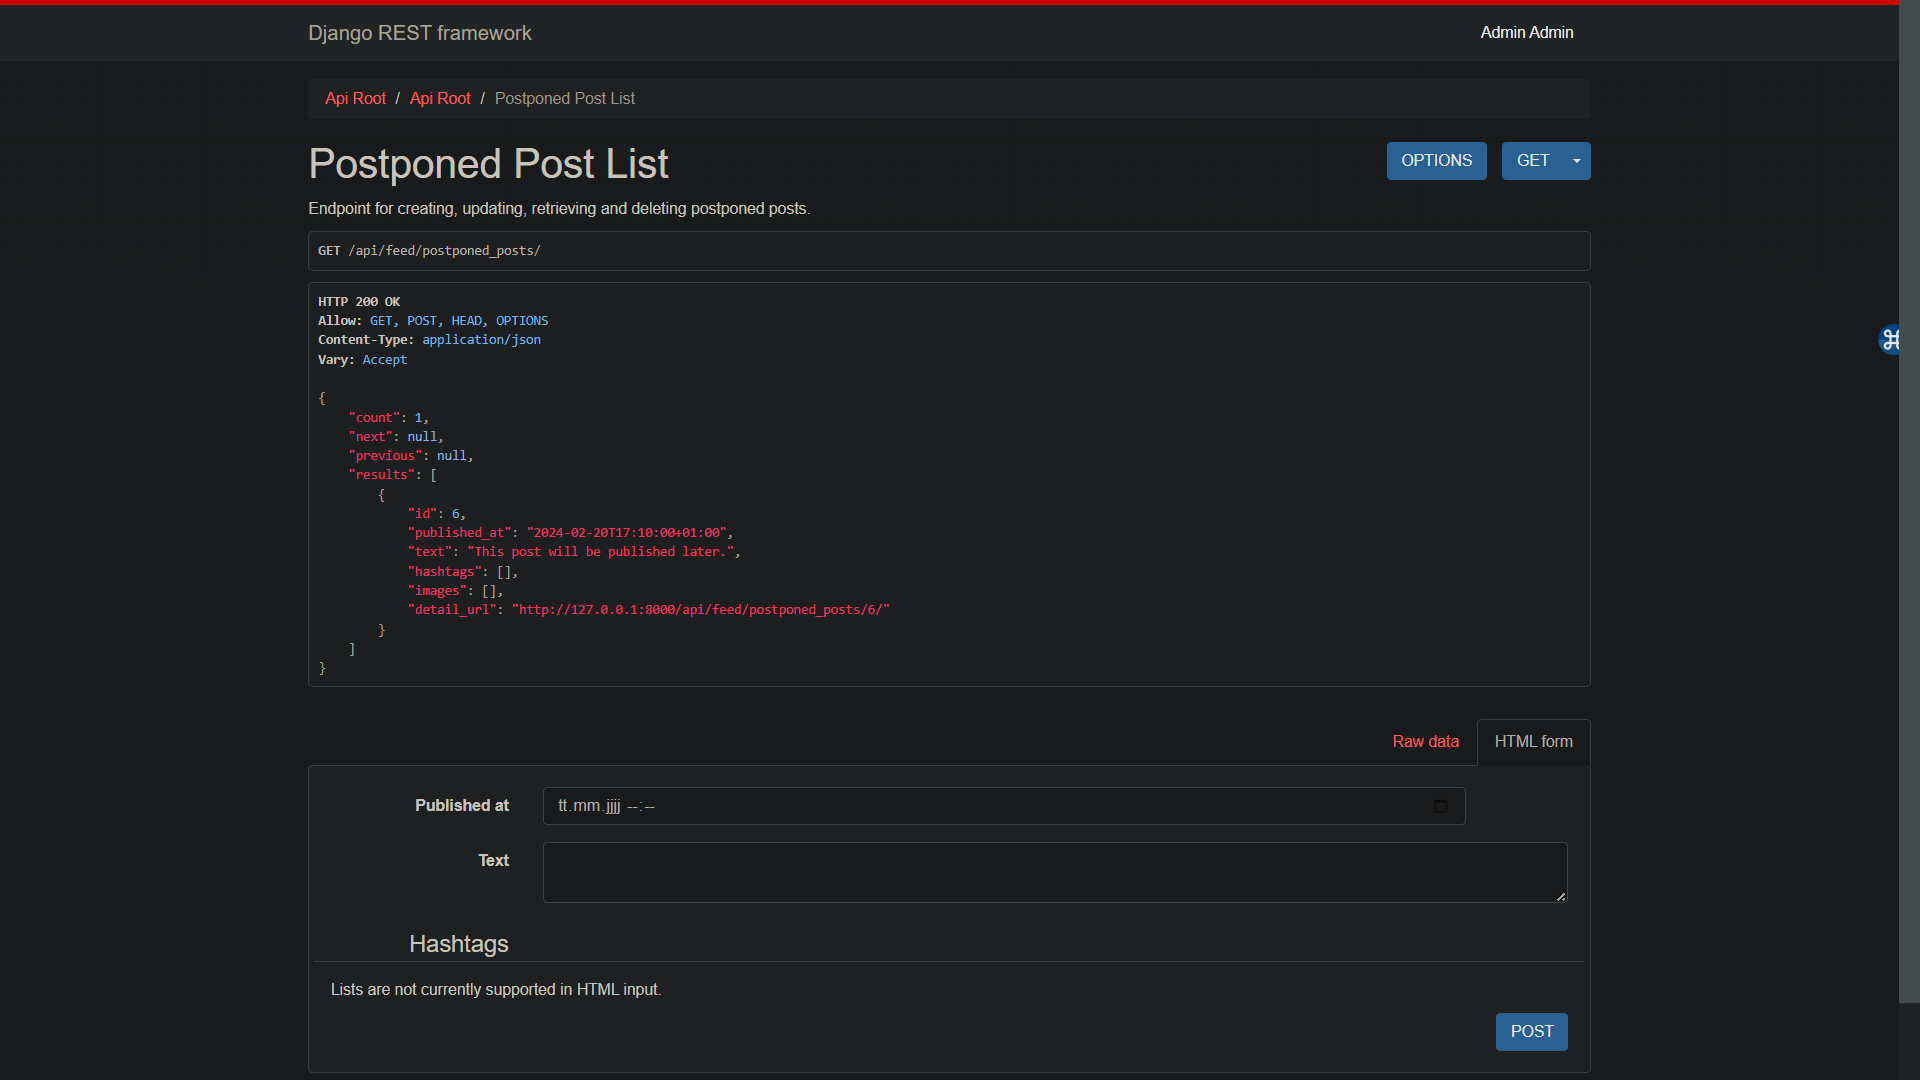 Django REST framework
Admin Admin
Api Root / Api Root / Postponed Post List
Postponed Post List
OPTIONS
GET
Endpoint for creating, updating, retrieving and deleting postponed posts.
GET /api/feed/postponed_posts/
HTTP 200 OK
Allow: GET, POST, HEAD, OPTIONS
Content-Type: application/json
Vary: Accept
{
    "count": 1,
    "next": null,
    "previous": null,
    "results": [
        {
            "id": 6,
            "published_at": "2024-02-20T17:10:00+01:00",
            "text": "This post will be published later.",
            "hashtags": [],
            "images": [],
            "detail_url": "http://127.0.0.1:8000/api/feed/postponed_posts/6/"
        }
    ]
}
Raw data
HTML form
Published at
tt.mm.jjjj --:--
Text
Hashtags
Lists are not currently supported in HTML input.
POST